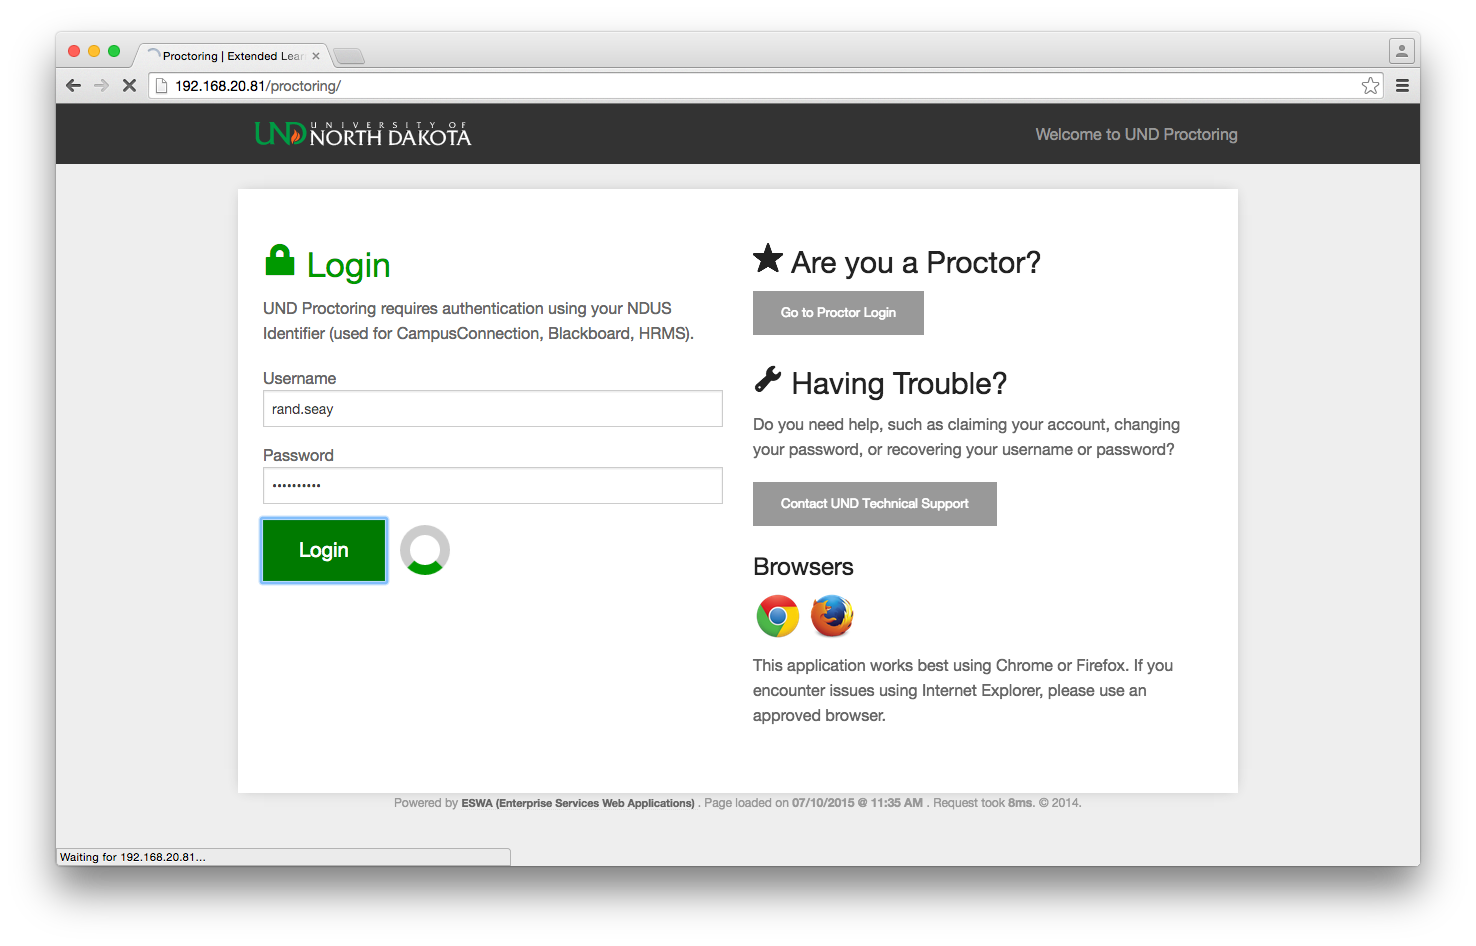 Proctoring | Extended Lear
192.168.20.81/proctoring/
UND UNIVERSITY OF
NORTH DAKOTA
Welcome to UND Proctoring
Login
UND Proctoring requires authentication using your NDUS
Identifier (used for CampusConnection, Blackboard, HRMS).
Username
rand.seay
Password
••••••••••
Login
Are you a Proctor?
Go to Proctor Login
Having Trouble?
Do you need help, such as claiming your account, changing
your password, or recovering your username or password?
Contact UND Technical Support
Browsers
This application works best using Chrome or Firefox. If you
encounter issues using Internet Explorer, please use an
approved browser.
Powered by ESWA (Enterprise Services Web Applications) . Page loaded on 07/10/2015 @ 11:35 AM . Request took 8ms. © 2014.
Waiting for 192.168.20.81...